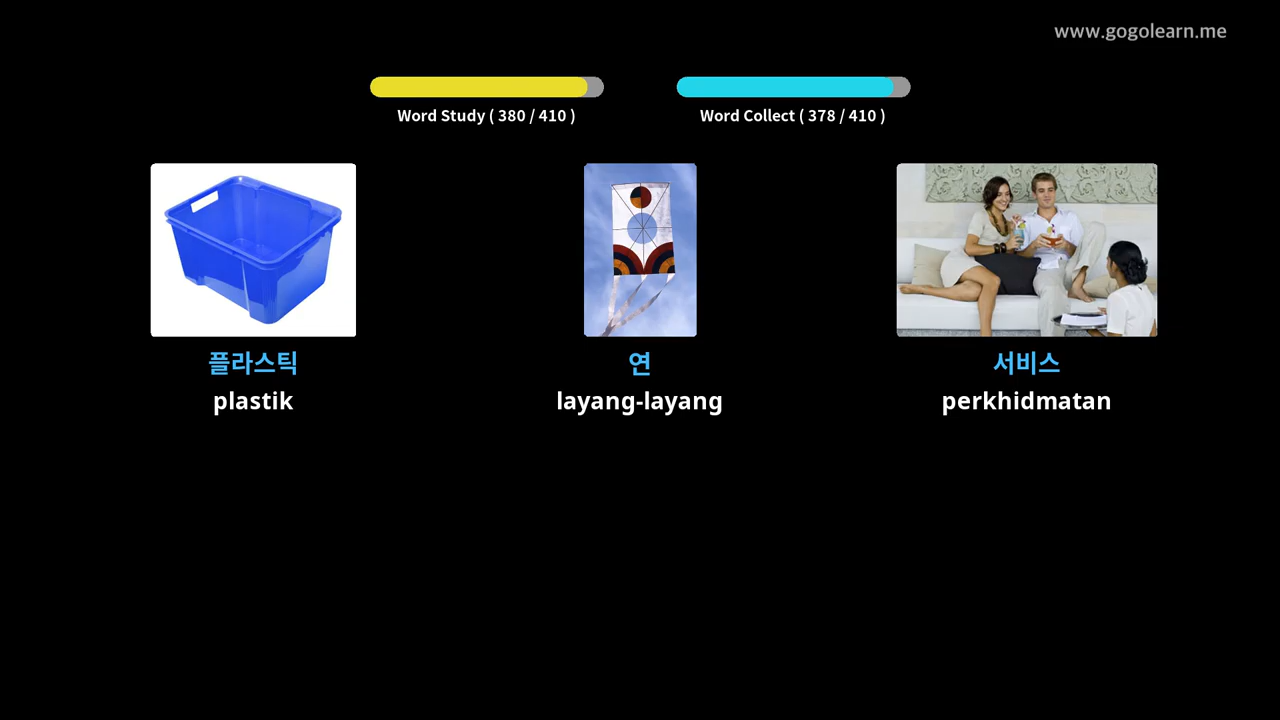 www.gogolearn.me
Word Study ( 380 / 410 )
Word Collect ( 378 / 410 )
플라스틱
plastik
연
layang-layang
서비스
perkhidmatan